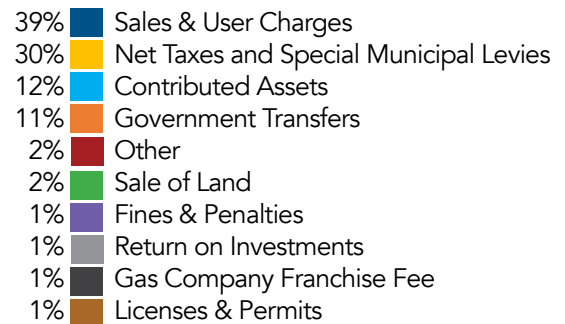 39% Sales & User Charges
30% Net Taxes and Special Municipal Levies
12% Contributed Assets
11% Government Transfers
2% Other
2% Sale of Land
1% Fines & Penalties
1% Return on Investments
1% Gas Company Franchise Fee
1% Licenses & Permits